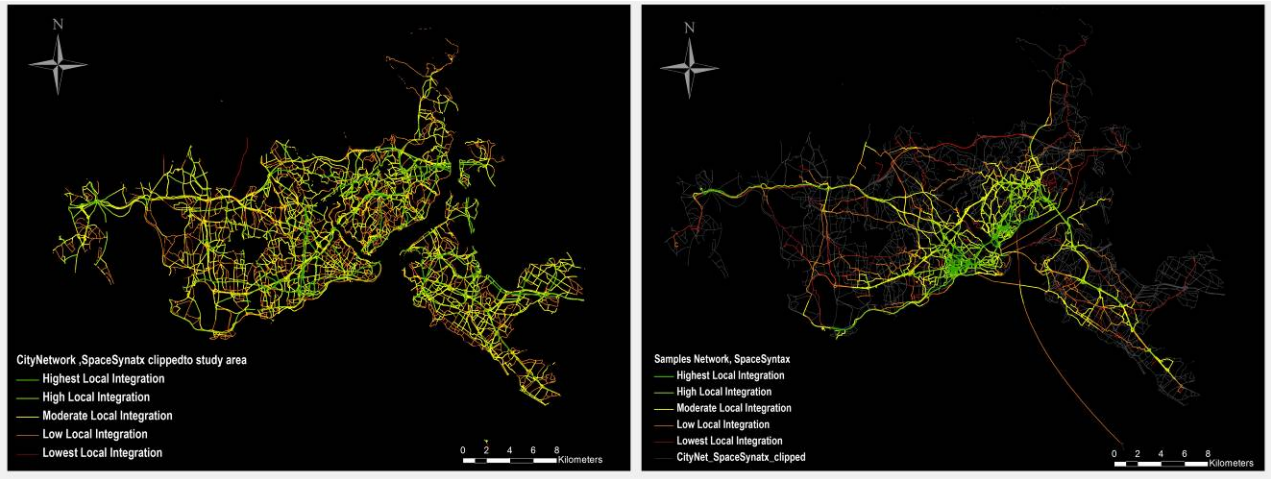 N
CityNetwork ,SpaceSynatx clippedto study area
Highest Local Integration
High Local Integration
Moderate Local Integration
Low Local Integration
Lowest Local Integration
0 2 4 6 8
Kilometers
N
Samples Network, SpaceSyntax
Highest Local Integration
High Local Integration
Moderate Local Integration
Low Local Integration
Lowest Local Integration
CityNet_SpaceSynatx_clipped
0 2 4 6 8
Kilometers